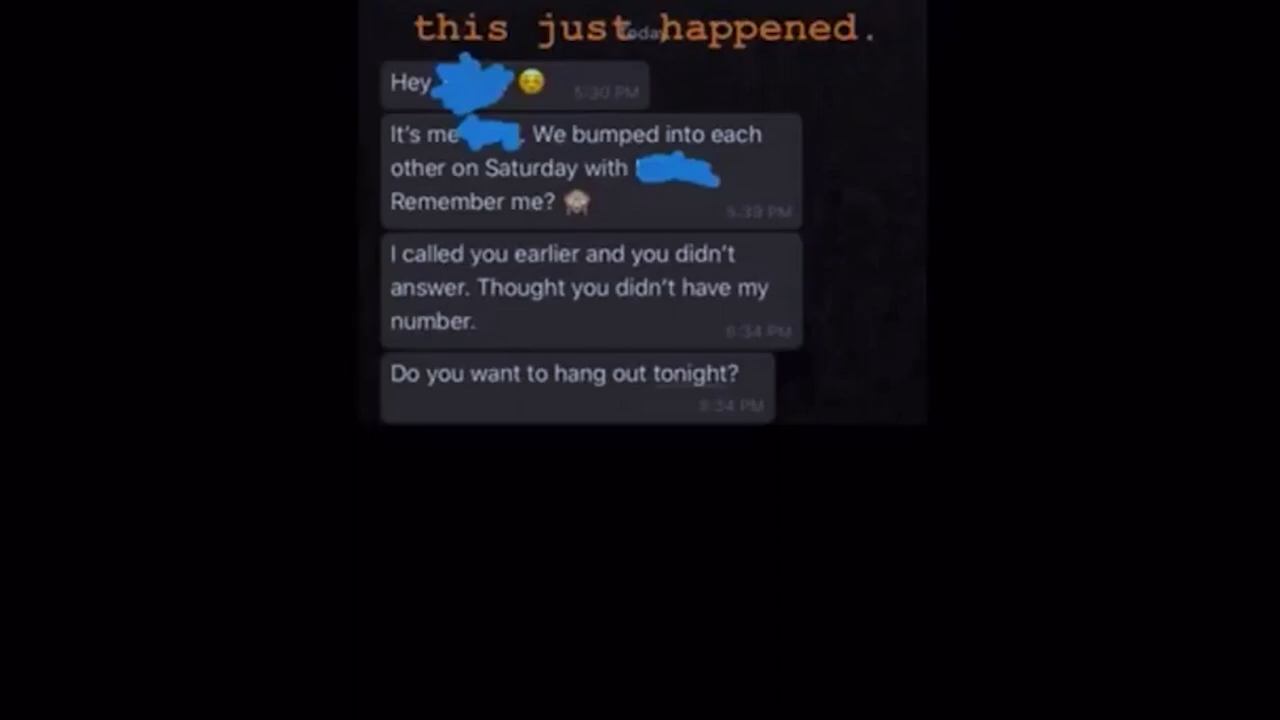 this just happened.
Today
Hey 😇
5:30 PM
It's me . We bumped into each
other on Saturday with
Remember me? 🙈
5:39 PM
I called you earlier and you didn't
answer. Thought you didn't have my
number.
6:34 PM
Do you want to hang out tonight?
6:34 PM